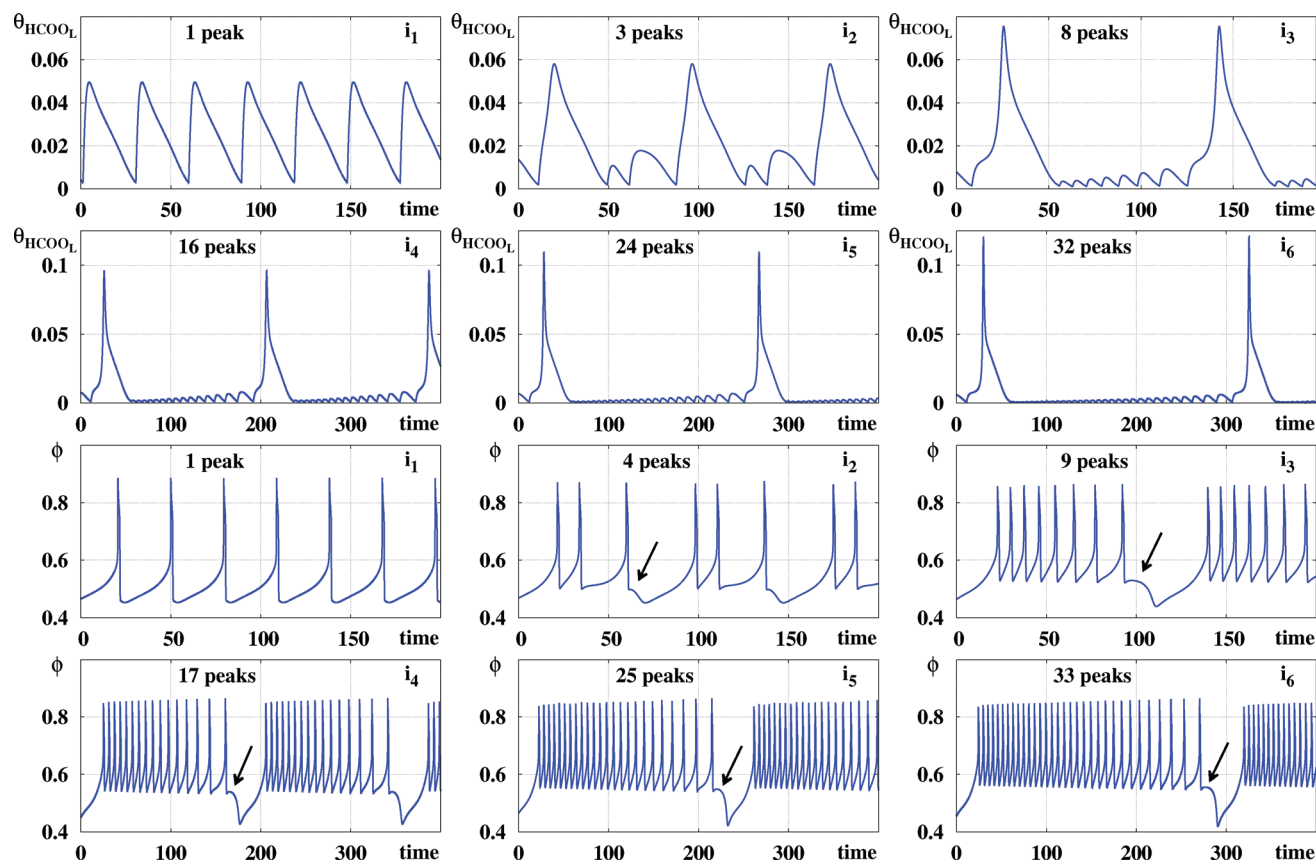 θHCOOL 1 peak i1
0.06
0.04
0.02
0
0 50 100 150 time
θHCOOL 3 peaks i2
0.06
0.04
0.02
0
0 50 100 150 time
θHCOOL 8 peaks i3
0.06
0.04
0.02
0
0 50 100 150 time
θHCOOL 16 peaks i4
0.1
0.05
0
0 100 200 300 time
θHCOOL 24 peaks i5
0.1
0.05
0
0 100 200 300 time
θHCOOL 32 peaks i6
0.1
0.05
0
0 100 200 300 time
ϕ 1 peak i1
0.8
0.6
0.4
0 50 100 150 time
ϕ 4 peaks i2
0.8
0.6
0.4
0 50 100 150 time
ϕ 9 peaks i3
0.8
0.6
0.4
0 50 100 150 time
ϕ 17 peaks i4
0.8
0.6
0.4
0 100 200 300 time
ϕ 25 peaks i5
0.8
0.6
0.4
0 100 200 300 time
ϕ 33 peaks i6
0.8
0.6
0.4
0 100 200 300 time